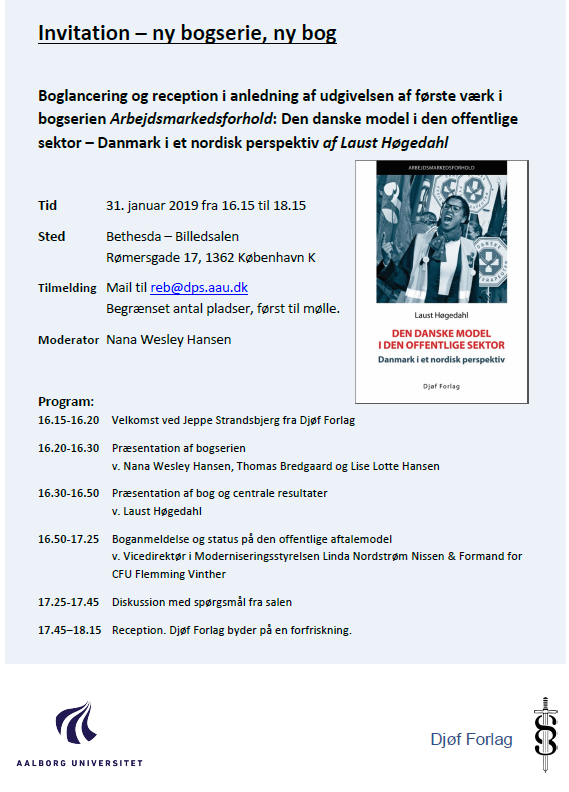 Invitation – ny bogserie, ny bog
Boglancering og reception i anledning af udgivelsen af første værk i
bogserien Arbejdsmarkedsforhold: Den danske model i den offentlige
sektor – Danmark i et nordisk perspektiv af Laust Høgedahl
Tid 31. januar 2019 fra 16.15 til 18.15
Sted Bethesda – Billedsalen
Rømersgade 17, 1362 København K
Tilmelding Mail til reb@dps.aau.dk
Begrænset antal pladser, først til mølle.
Moderator Nana Wesley Hansen
ARBEJDSMARKEDSFORHOLD
Laust Høgedahl
DEN DANSKE MODEL
I DEN OFFENTLIGE SEKTOR
Danmark i et nordisk perspektiv
Djøf Forlag
Program:
16.15-16.20 Velkomst ved Jeppe Strandsbjerg fra Djøf Forlag
16.20-16.30 Præsentation af bogserien
v. Nana Wesley Hansen, Thomas Bredgaard og Lise Lotte Hansen
16.30-16.50 Præsentation af bog og centrale resultater
v. Laust Høgedahl
16.50-17.25 Boganmeldelse og status på den offentlige aftalemodel
v. Vicedirektør i Moderniseringsstyrelsen Linda Nordstrøm Nissen & Formand for
CFU Flemming Vinther
17.25-17.45 Diskussion med spørgsmål fra salen
17.45–18.15 Reception. Djøf Forlag byder på en forfriskning.
AALBORG UNIVERSITET
Djøf Forlag